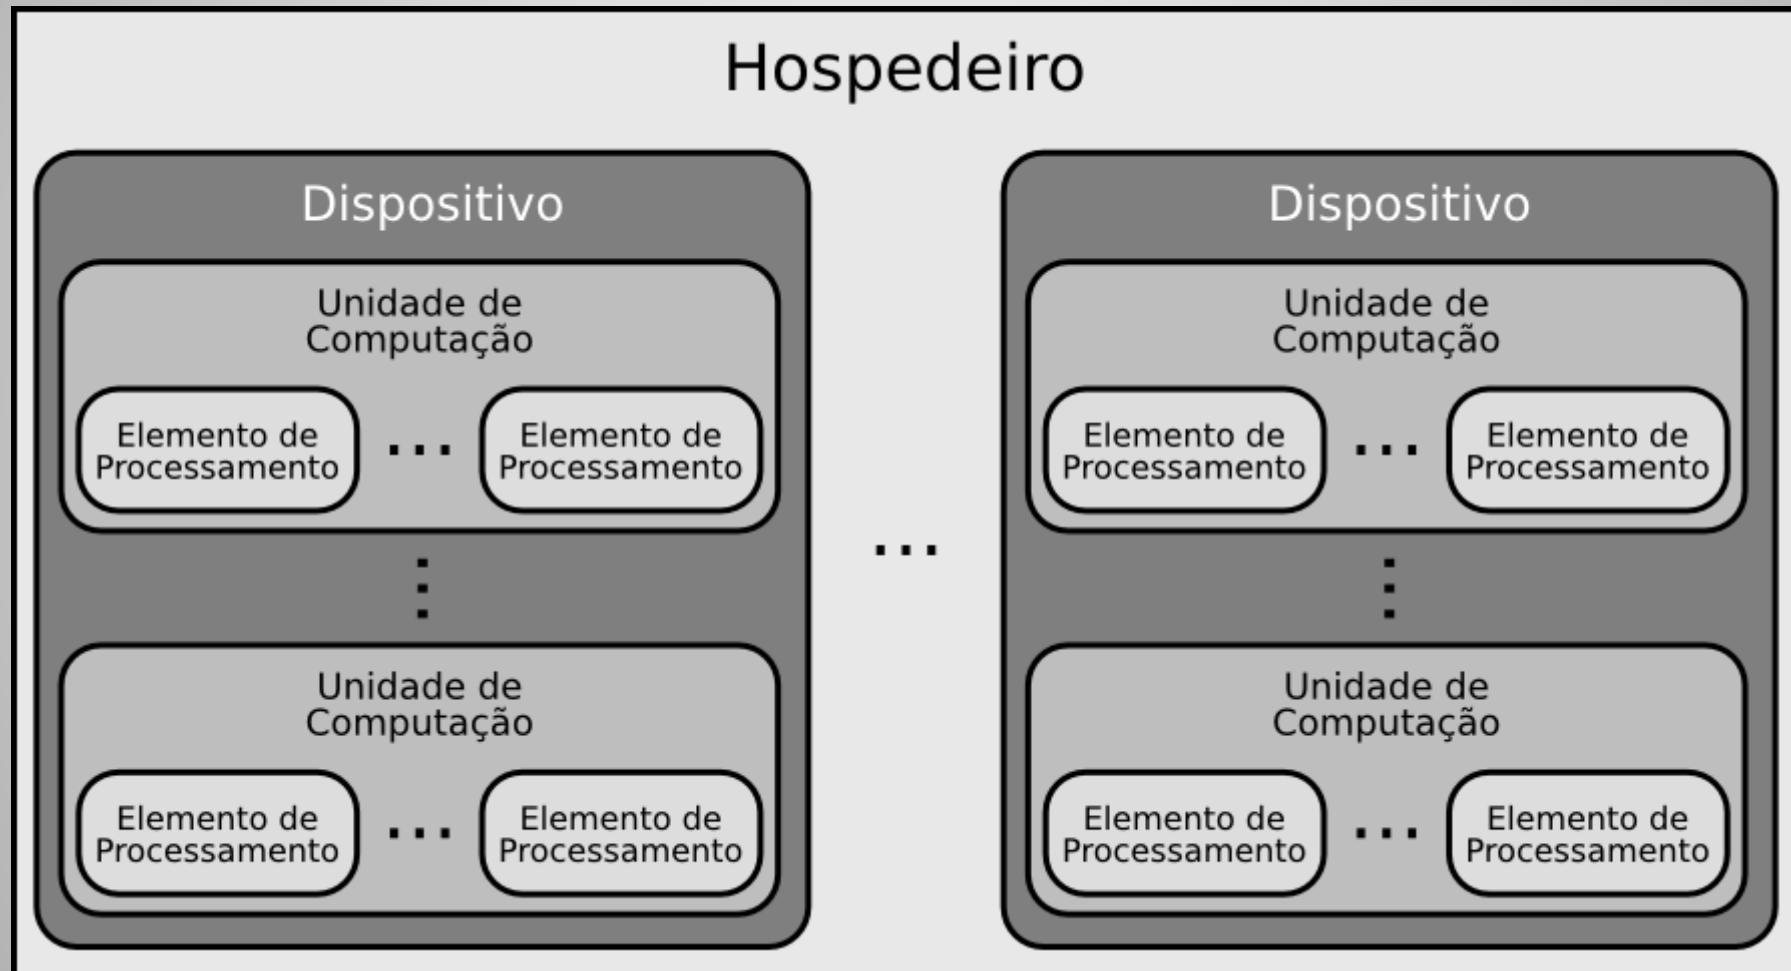 Hospedeiro
Dispositivo
Unidade de
Computação
Elemento de
Processamento
...
Elemento de
Processamento
...
Unidade de
Computação
Elemento de
Processamento
...
Elemento de
Processamento
...
Dispositivo
Unidade de
Computação
Elemento de
Processamento
...
Elemento de
Processamento
...
Unidade de
Computação
Elemento de
Processamento
...
Elemento de
Processamento